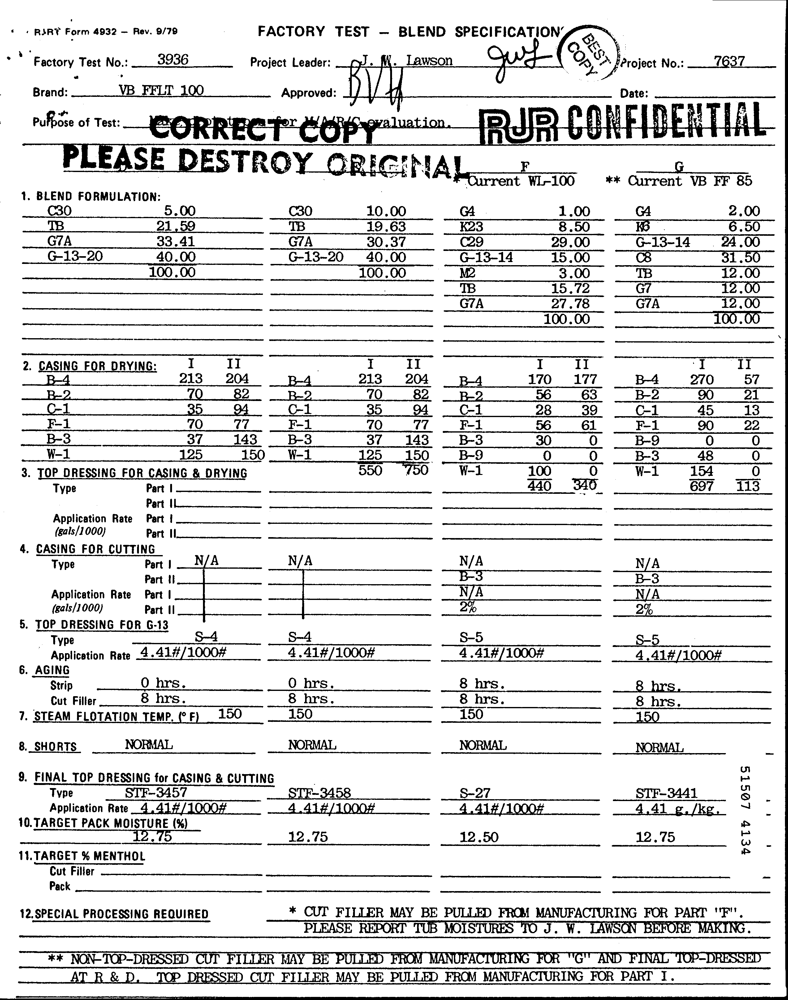 RJRT Form 4932 – Rev. 9/79 FACTORY TEST – BLEND SPECIFICATION
BEST COPY
Factory Test No.: 3936 Project Leader: J. W. Lawson Project No.: 7637
Brand: VB FFLT 100 Approved: Date:
Purpose of Test: for evaluation. RJR CONFIDENTIAL
CORRECT COPY
PLEASE DESTROY ORIGINAL
F G
* Current WL-100 ** Current VB FF 85
1. BLEND FORMULATION:
C30 5.00 C30 10.00 G4 1.00 G4 2.00
TB 21.59 TB 19.63 K23 8.50 6.50
G7A 33.41 G7A 30.37 C29 29.00 G-13-14 24.00
G-13-20 40.00 G-13-20 40.00 G-13-14 15.00 C8 31.50
100.00 100.00 M2 3.00 TB 12.00
TB 15.72 G7 12.00
G7A 27.78 G7A 12.00
100.00 100.00
2. CASING FOR DRYING: I II I II I II I II
B-4 213 204 B-4 213 204 B-4 170 177 B-4 270 57
B-2 70 82 B-2 70 82 B-2 56 63 B-2 90 21
C-1 35 94 C-1 35 94 C-1 28 39 C-1 45 13
F-1 70 77 F-1 70 77 F-1 56 61 F-1 90 22
B-3 37 143 B-3 37 143 B-3 30 0 B-9 0 0
W-1 125 150 W-1 125 150 B-9 0 0 B-3 48 0
3. TOP DRESSING FOR CASING & DRYING 550 750 W-1 100 0 W-1 154 0
Type Part I 440 340 697 113
Part II
Application Rate Part I
(gals/1000) Part II
4. CASING FOR CUTTING
Type Part I N/A N/A N/A N/A
Part II B-3 B-3
Application Rate Part I N/A N/A
(gals/1000) Part II 2% 2%
5. TOP DRESSING FOR G-13
Type S-4 S-4 S-5 S-5
Application Rate 4.41#/1000# 4.41#/1000# 4.41#/1000# 4.41#/1000#
6. AGING
Strip 0 hrs. 0 hrs. 8 hrs. 8 hrs.
Cut Filler 8 hrs. 8 hrs. 8 hrs. 8 hrs.
7. STEAM FLOTATION TEMP. (° F) 150 150 150 150
8. SHORTS NORMAL NORMAL NORMAL NORMAL
9. FINAL TOP DRESSING for CASING & CUTTING
Type STF-3457 STF-3458 S-27 STF-3441
Application Rate 4.41#/1000# 4.41#/1000# 4.41#/1000# 4.41 g./kg.
10. TARGET PACK MOISTURE (%)
12.75 12.75 12.50 12.75
11. TARGET % MENTHOL
Cut Filler
Pack
12. SPECIAL PROCESSING REQUIRED * CUT FILLER MAY BE PULLED FROM MANUFACTURING FOR PART "F".
PLEASE REPORT TUB MOISTURES TO J. W. LAWSON BEFORE MAKING.
** NON-TOP-DRESSED CUT FILLER MAY BE PULLED FROM MANUFACTURING FOR "G" AND FINAL TOP-DRESSED
AT R & D. TOP DRESSED CUT FILLER MAY BE PULLED FROM MANUFACTURING FOR PART I.
51507 4134